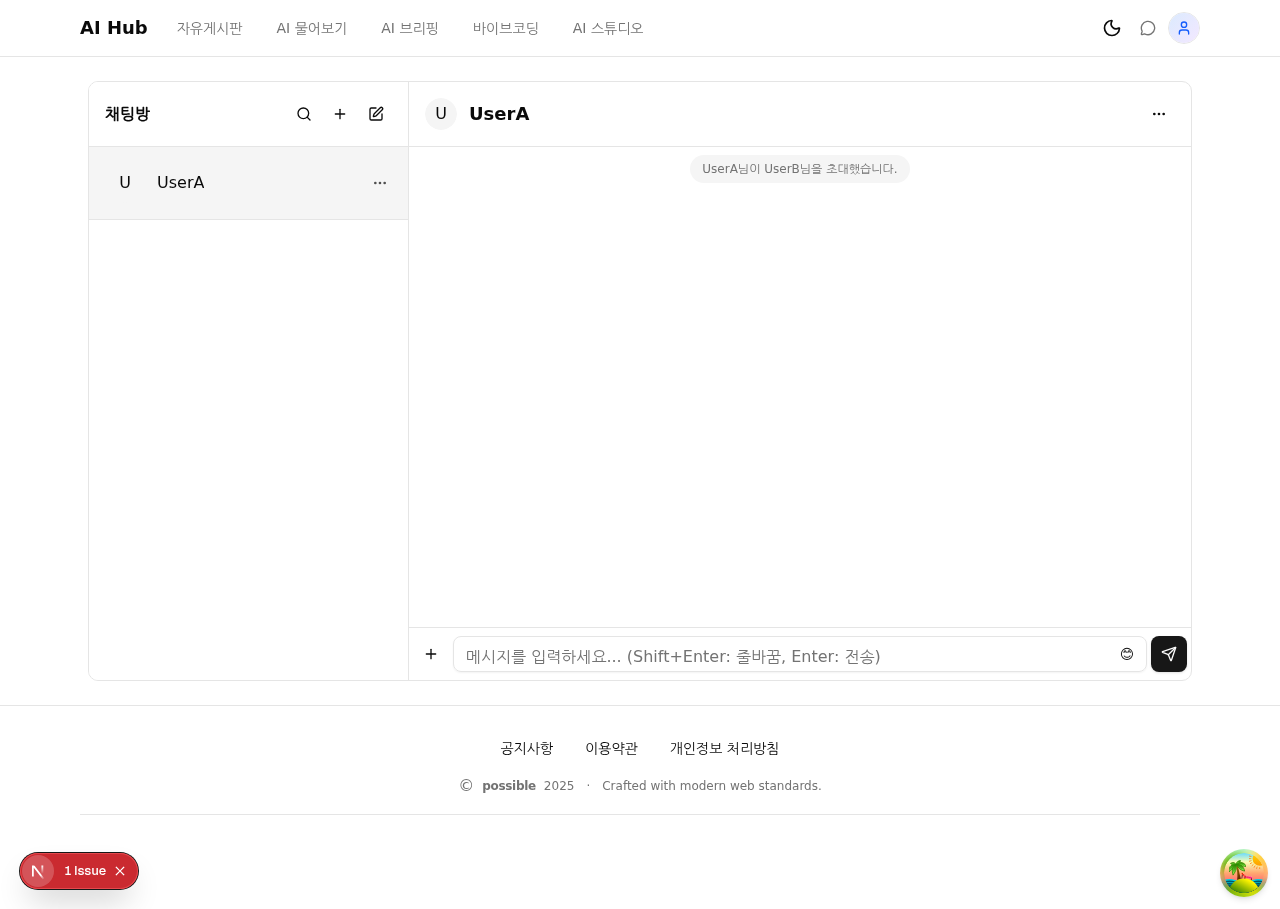 AI Hub 자유게시판 AI 물어보기 AI 브리핑 바이브코딩 AI 스튜디오
채팅방
U UserA
U UserA
UserA님이 UserB님을 초대했습니다.
메시지를 입력하세요... (Shift+Enter: 줄바꿈, Enter: 전송)
공지사항 이용약관 개인정보 처리방침
© possible 2025 · Crafted with modern web standards.
N 1 Issue